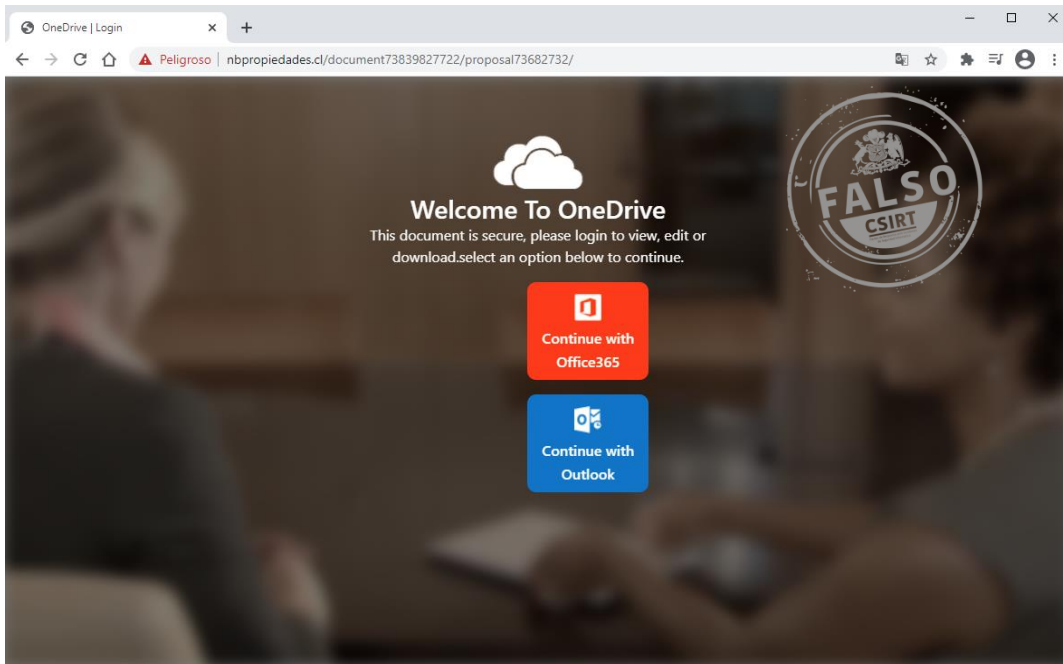 OneDrive | Login
Peligroso
nbpropiedades.cl/document73839827722/proposal73682732/
FALSO
CSIRT
Welcome To OneDrive
This document is secure, please login to view, edit or
download.select an option below to continue.
Continue with
Office365
Continue with
Outlook